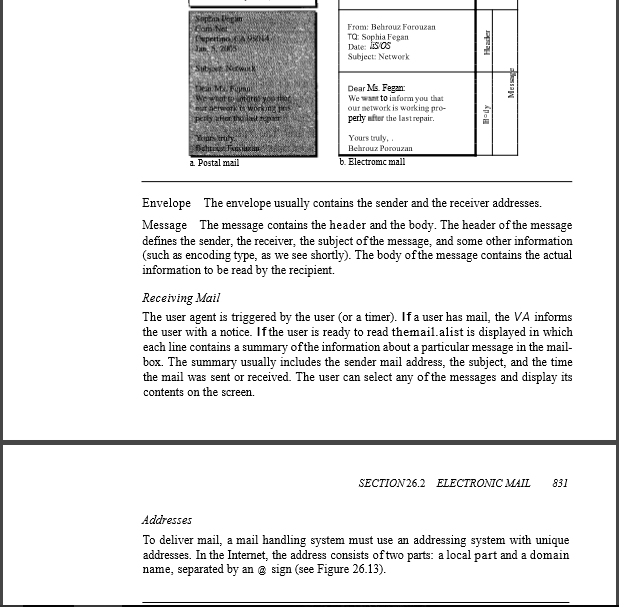 Sophia Fegan
Com-Net
Cupertino, CA 95014
Jan. 5, 2005
Subject: Network
Dear Ms. Fegan:
We want to inform you that
our network is working pro-
perly after the last repair.
Yours truly,
Behrouz Forouzan
a. Postal mail
From: Behrouz Forouzan
TQ: Sophia Fegan
Date: iiS/OS
Subject: Network
Dear Ms. Fegan:
We want to inform you that
our network is working pro-
perly after the last repair.
Yours truly, .
Behrouz Porouzan
b. Electromc mall
Header
Body
Message
Envelope The envelope usually contains the sender and the receiver addresses.
Message The message contains the header and the body. The header of the message
defines the sender, the receiver, the subject of the message, and some other information
(such as encoding type, as we see shortly). The body of the message contains the actual
information to be read by the recipient.
Receiving Mail
The user agent is triggered by the user (or a timer). If a user has mail, the VA informs
the user with a notice. If the user is ready to read themail.alist is displayed in which
each line contains a summary of the information about a particular message in the mail-
box. The summary usually includes the sender mail address, the subject, and the time
the mail was sent or received. The user can select any of the messages and display its
contents on the screen.
SECTION 26.2 ELECTRONIC MAIL 831
Addresses
To deliver mail, a mail handling system must use an addressing system with unique
addresses. In the Internet, the address consists of two parts: a local part and a domain
name, separated by an @ sign (see Figure 26.13).